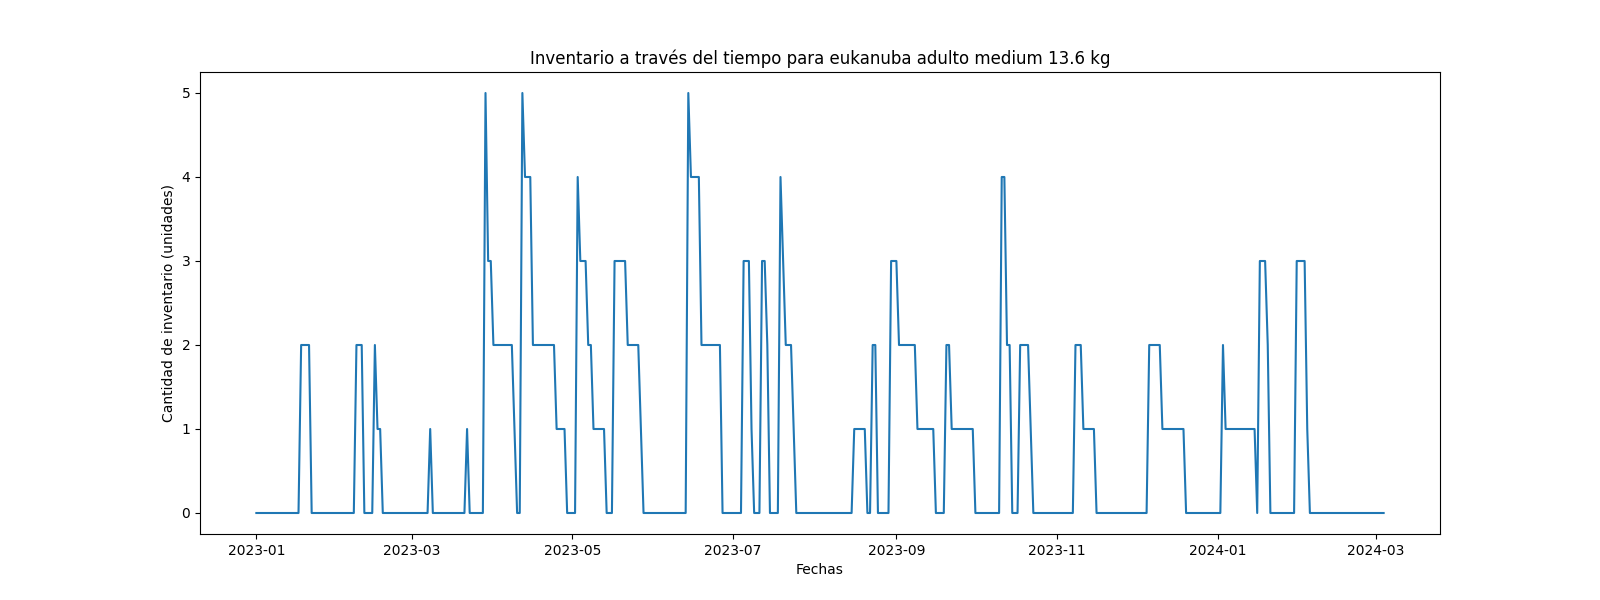 Inventario a través del tiempo para eukanuba adulto medium 13.6 kg
Cantidad de inventario (unidades)
5
4
3
2
1
0
2023-01 2023-03 2023-05 2023-07 2023-09 2023-11 2024-01 2024-03
Fechas